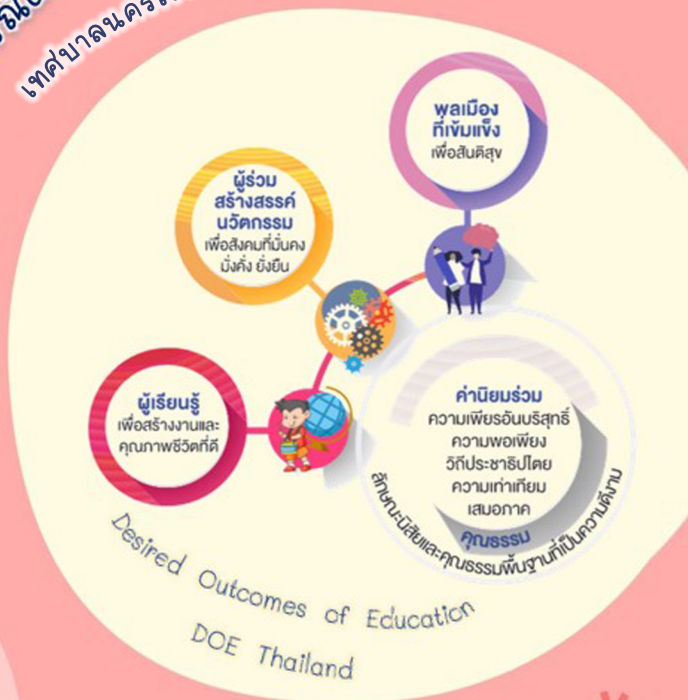 พลเมือง
ที่เข้มแข็ง
เพื่อสันติสุข
ผู้ร่วม
สร้างสรรค์
นวัตกรรม
เพื่อสังคมที่มั่นคง
มั่งคั่ง ยั่งยืน
ผู้เรียนรู้
เพื่อสร้างงานและ
คุณภาพชีวิตที่ดี
ค่านิยมร่วม
ความเพียรอันบริสุทธิ์
ความพอเพียง
วิถีประชาธิปไตย
ความเท่าเทียม
เสมอภาค
คุณธรรม
ลักษณะนิสัยและคุณธรรมพื้นฐานที่เป็นความดีงาม
Desired Outcomes of Education
DOE Thailand